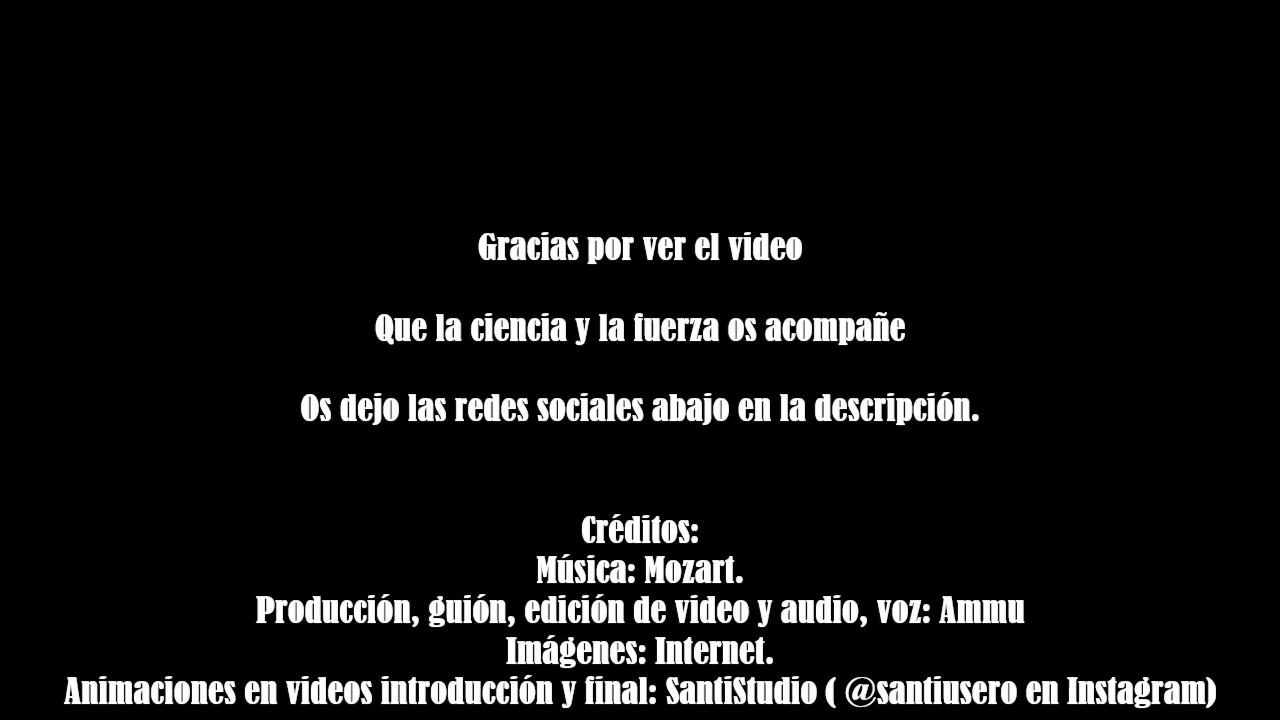 Gracias por ver el video
Que la ciencia y la fuerza os acompañe
Os dejo las redes sociales abajo en la descripción.
Créditos:
Música: Mozart.
Producción, guión, edición de video y audio, voz: Ammu
Imágenes: Internet.
Animaciones en videos introducción y final: SantiStudio ( @santiusero en Instagram)